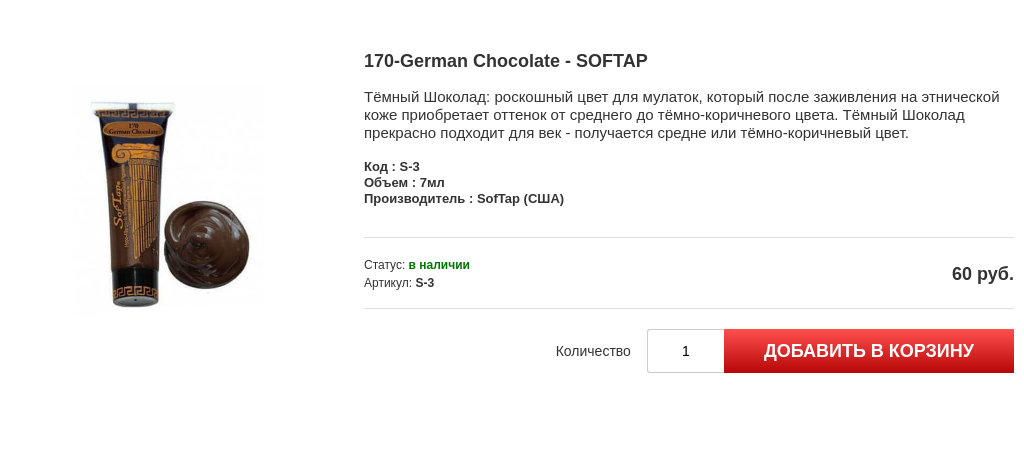 170-German Chocolate - SOFTAP
Тёмный Шоколад: роскошный цвет для мулаток, который после заживления на этнической
коже приобретает оттенок от среднего до тёмно-коричневого цвета. Тёмный Шоколад
прекрасно подходит для век - получается средне или тёмно-коричневый цвет.
Код : S-3
Объем : 7мл
Производитель : SofTap (США)
Статус: в наличии
Артикул: S-3
60 руб.
Количество
1
ДОБАВИТЬ В КОРЗИНУ
170
German Chocolate
SofTap